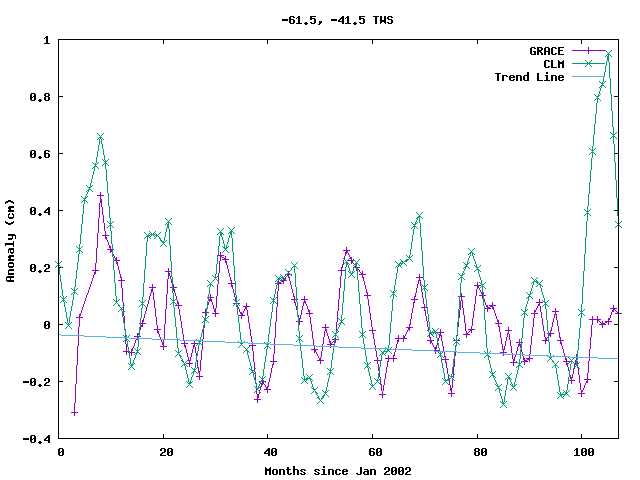 -61.5, -41.5 TWS
GRACE
CLM
Trend Line
1
0.8
0.6
0.4
0.2
0
-0.2
-0.4
Anomaly (cm)
0 20 40 60 80 100
Months since Jan 2002